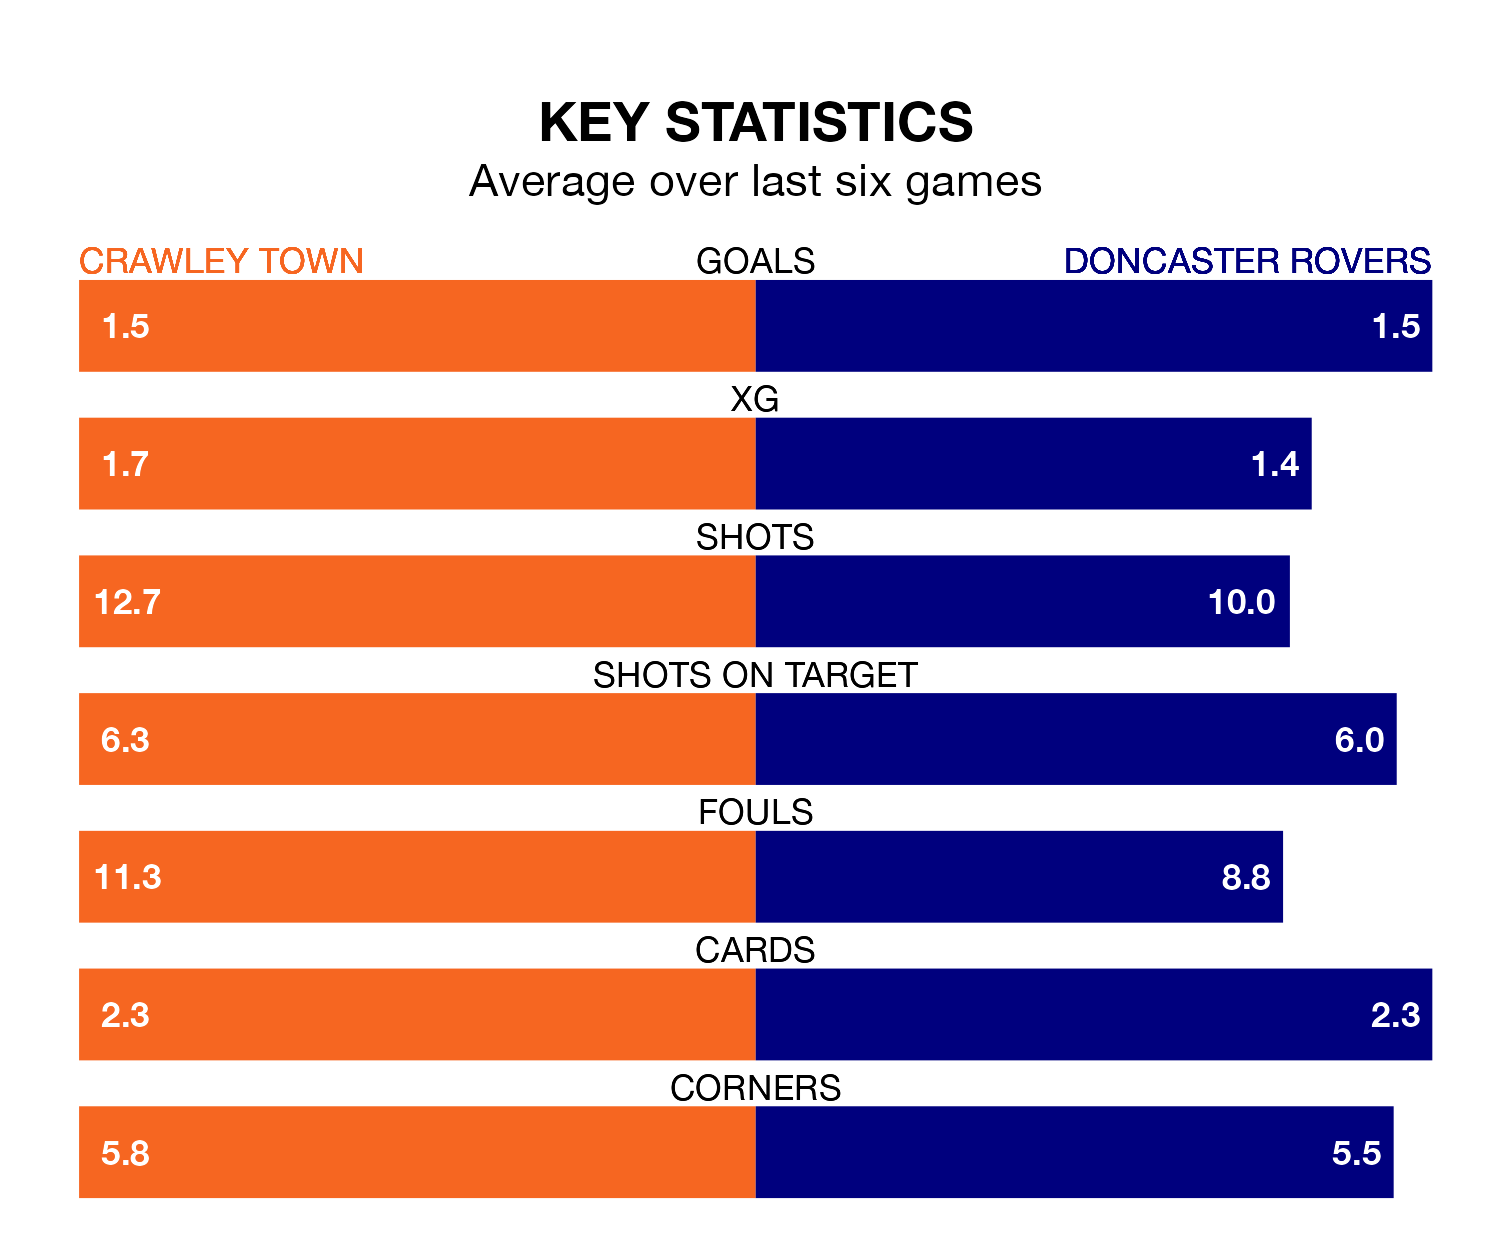 KEY STATISTICS
Average over last six games
CRAWLEY TOWN GOALS DONCASTER ROVERS
1.5 1.5
XG
1.7 1.4
SHOTS
12.7 10.0
SHOTS ON TARGET
6.3 6.0
FOULS
11.3 8.8
CARDS
2.3 2.3
CORNERS
5.8 5.5